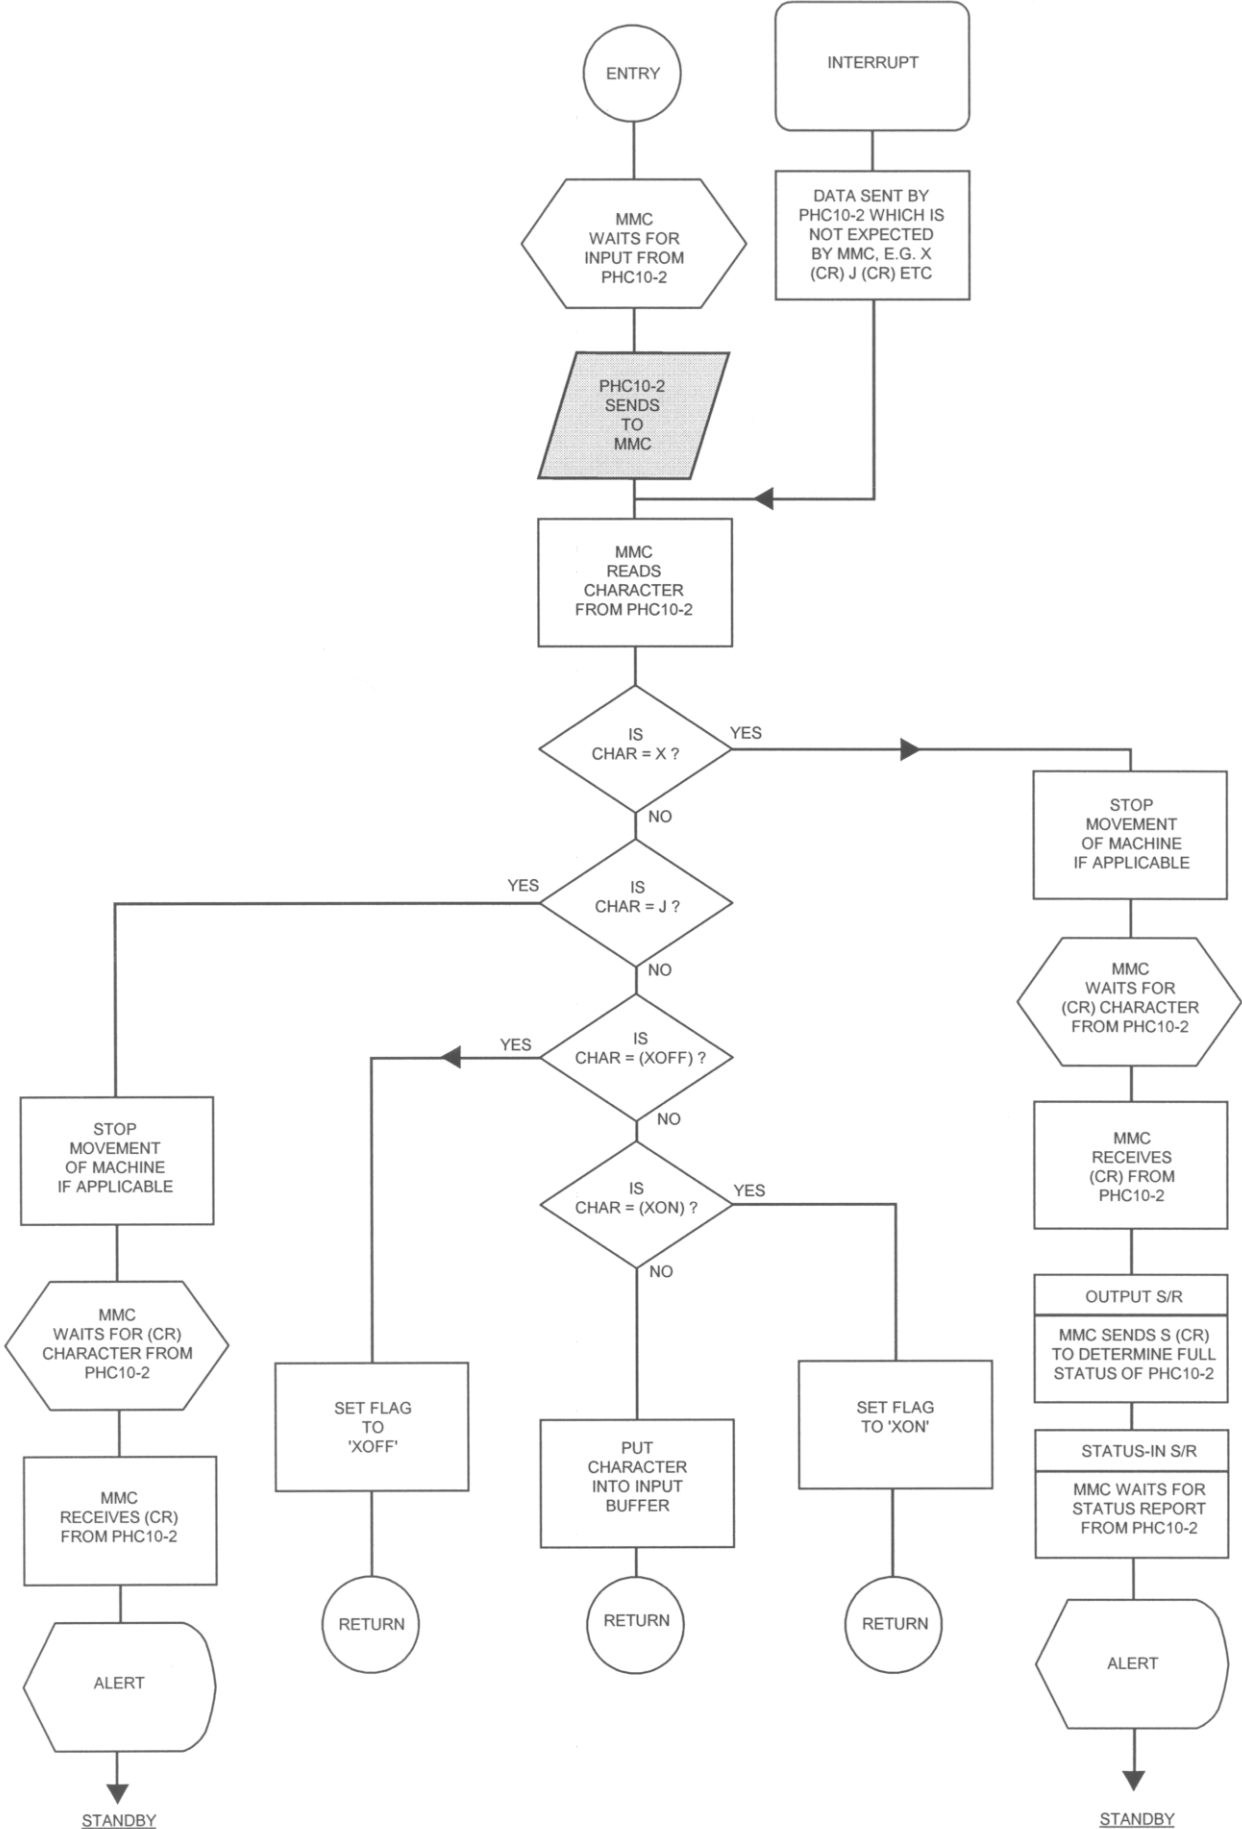 ENTRY
INTERRUPT
MMC
WAITS FOR
INPUT FROM
PHC10-2
DATA SENT BY
PHC10-2 WHICH IS
NOT EXPECTED
BY MMC, E.G. X
(CR) J (CR) ETC
PHC10-2
SENDS
TO
MMC
MMC
READS
CHARACTER
FROM PHC10-2
IS
CHAR = X ?
YES
NO
STOP
MOVEMENT
OF MACHINE
IF APPLICABLE
IS
CHAR = J ?
YES
NO
MMC
WAITS FOR
(CR) CHARACTER
FROM PHC10-2
IS
CHAR = (XOFF) ?
YES
NO
STOP
MOVEMENT
OF MACHINE
IF APPLICABLE
MMC
RECEIVES
(CR) FROM
PHC10-2
IS
CHAR = (XON) ?
YES
NO
MMC
WAITS FOR (CR)
CHARACTER FROM
PHC10-2
OUTPUT S/R
MMC SENDS S (CR)
TO DETERMINE FULL
STATUS OF PHC10-2
SET FLAG
TO
'XOFF'
PUT
CHARACTER
INTO INPUT
BUFFER
SET FLAG
TO 'XON'
STATUS-IN S/R
MMC WAITS FOR
STATUS REPORT
FROM PHC10-2
MMC
RECEIVES (CR)
FROM PHC10-2
RETURN
RETURN
RETURN
ALERT
ALERT
STANDBY
STANDBY